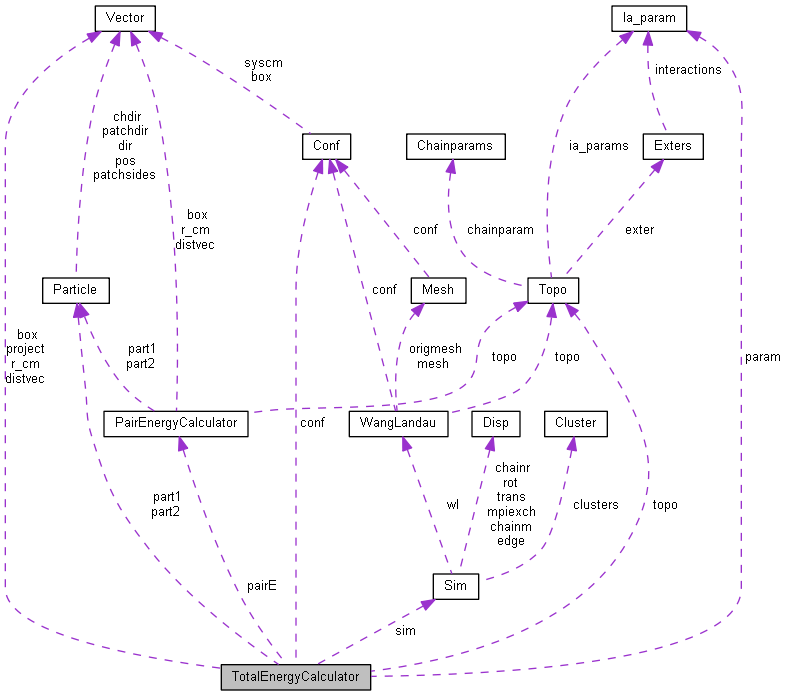 Vector
Ia_param
syscm
box
interactions
chdir
patchdir
dir
pos
patchsides
Conf
Chainparams
ia_params
Exters
box
r_cm
distvec
conf
chainparam
exter
Particle
conf
Mesh
Topo
box
project
r_cm
distvec
part1
part2
origmesh
mesh
topo
topo
param
PairEnergyCalculator
conf
WangLandau
Disp
Cluster
part1
part2
wl
chainr
rot
trans
mpiexch
chainm
edge
clusters
topo
pairE
Sim
sim
TotalEnergyCalculator